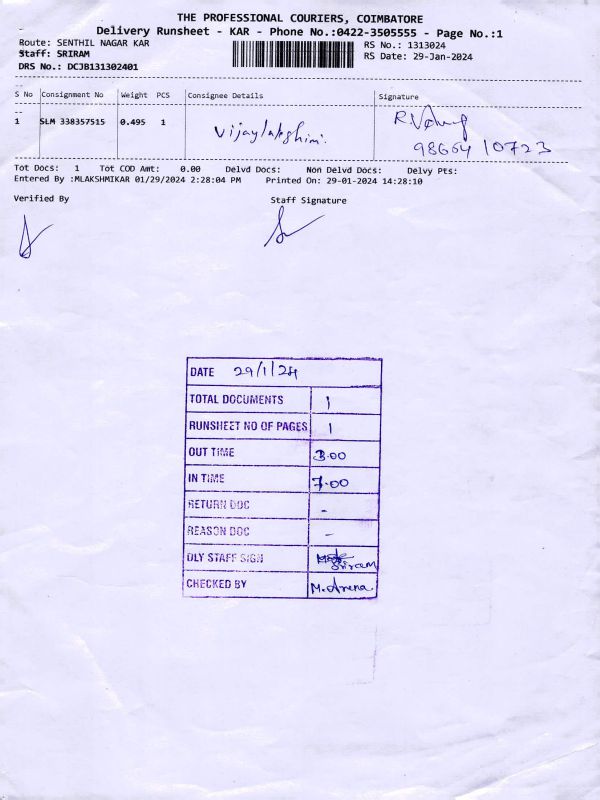 THE PROFESSIONAL COURIERS, COIMBATORE
Delivery Runsheet - KAR - Phone No.:0422-3505555 - Page No.:1
Route: SENTHIL NAGAR KAR RS No.: 1313024
Staff: SRIRAM RS Date: 29-Jan-2024
DRS No.: DCJB131302401
S No Consignment No Weight PCS Consignee Details Signature
1 SLM 338357515 0.495 1 Vijaylakshimi.
Tot Docs: 1 Tot COD Amt: 0.00 Delvd Docs: Non Delvd Docs: Delvy Pts:
Entered By :MLAKSHMIKAR 01/29/2024 2:28:04 PM Printed On: 29-01-2024 14:28:10
Verified By Staff Signature
DATE 29/1/24
TOTAL DOCUMENTS 1
RUNSHEET NO OF PAGES 1
OUT TIME 3.00
IN TIME 7.00
RETURN DOC -
REASON DOC -
DLY STAFF SIGN Sriram
CHECKED BY M. Arena